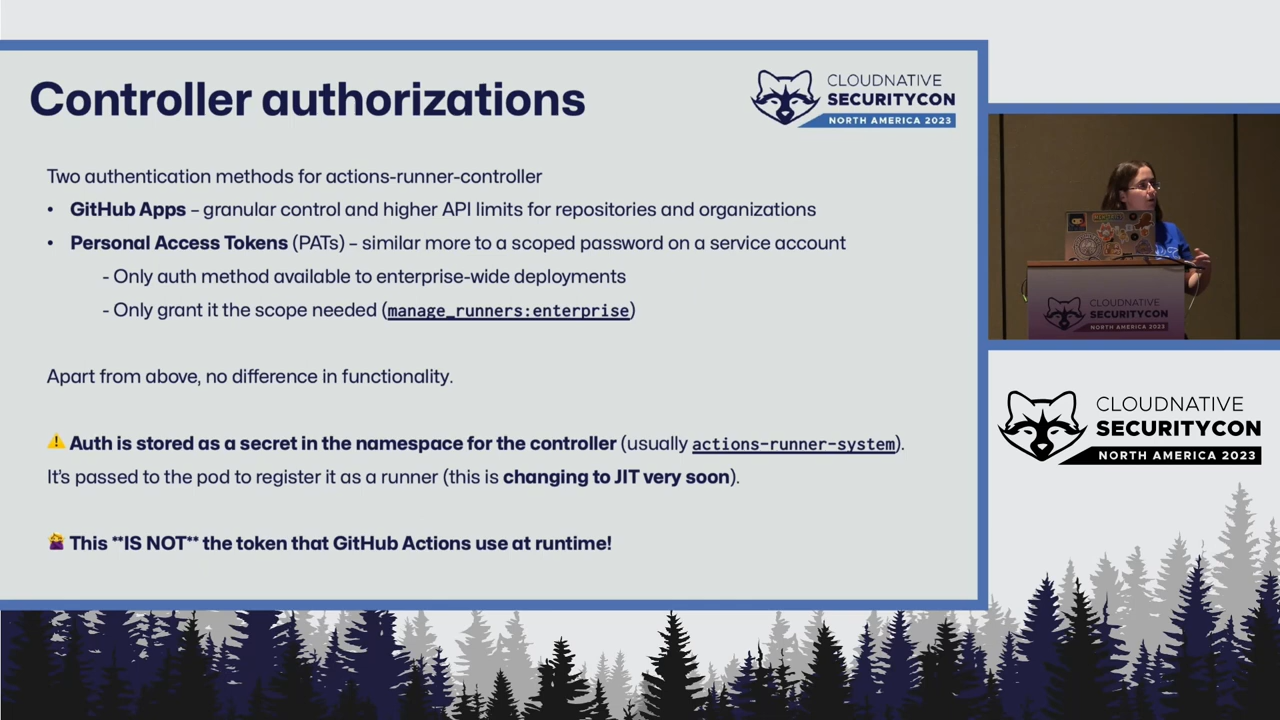 Controller authorizations
CLOUDNATIVE
SECURITYCON
NORTH AMERICA 2023
Two authentication methods for actions-runner-controller
• GitHub Apps – granular control and higher API limits for repositories and organizations
• Personal Access Tokens (PATs) – similar more to a scoped password on a service account
- Only auth method available to enterprise-wide deployments
- Only grant it the scope needed (manage_runners:enterprise)
Apart from above, no difference in functionality.
⚠️ Auth is stored as a secret in the namespace for the controller (usually actions-runner-system).
It’s passed to the pod to register it as a runner (this is changing to JIT very soon).
🤷‍♀️ This **IS NOT** the token that GitHub Actions use at runtime!
CLOUDNATIVE
SECURITYCON
NORTH AMERICA 2023
CLOUDNATIVE
SECURITYCON
NORTH AMERICA 2023